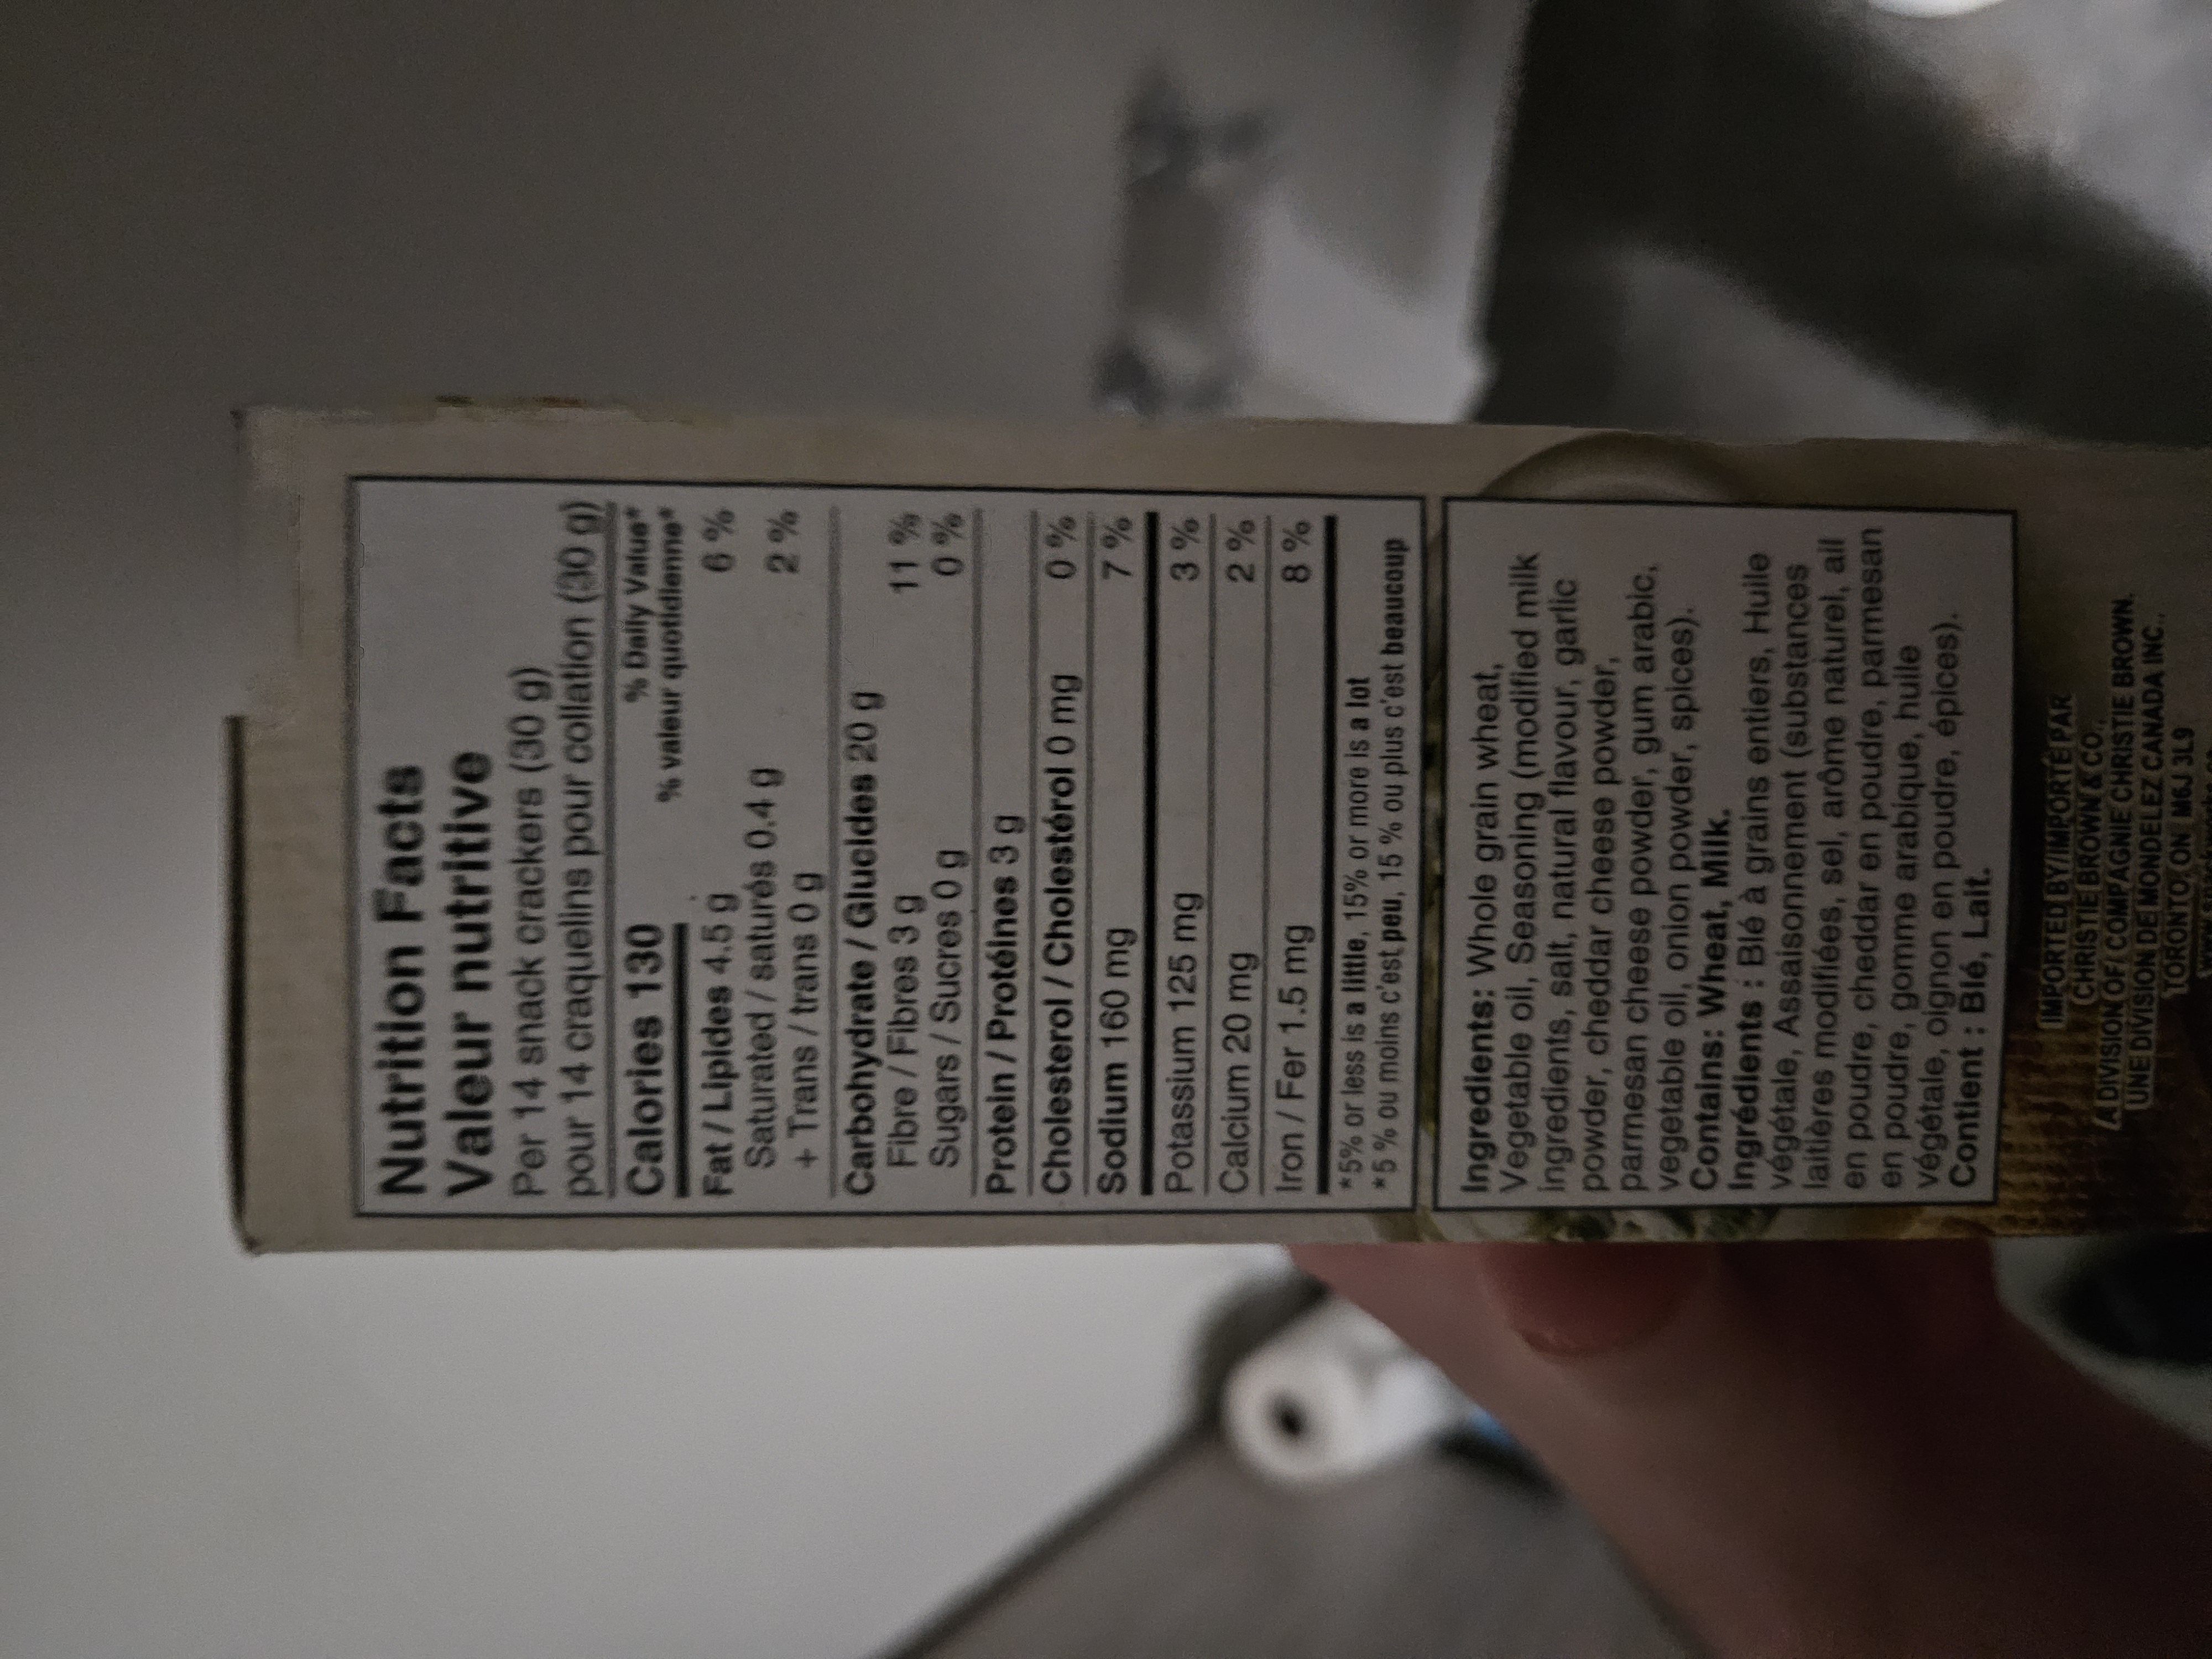 Nutrition Facts
Valeur nutritive
Per 14 snack crackers (30 g)
pour 14 craquelins pour collation (30 g)
Calories 130
% Daily Value*
% valeur quotidienne*
Fat / Lipides 4.5 g 6 %
Saturated / saturés 0.4 g
+ Trans / trans 0 g
2 %
Carbohydrate / Glucides 20 g
Fibre / Fibres 3 g 11 %
Sugars / Sucres 0 g 0 %
Protein / Protéines 3 g
Cholesterol / Cholestérol 0 mg 0 %
Sodium 160 mg 7 %
Potassium 125 mg 3 %
Calcium 20 mg 2 %
Iron / Fer 1.5 mg 8 %
*5% or less is a little, 15% or more is a lot
*5 % ou moins c'est peu, 15 % ou plus c'est beaucoup
Ingredients: Whole grain wheat,
Vegetable oil, Seasoning (modified milk
ingredients, salt, natural flavour, garlic
powder, cheddar cheese powder,
parmesan cheese powder, gum arabic,
vegetable oil, onion powder, spices).
Contains: Wheat, Milk.
Ingrédients : Blé à grains entiers, Huile
végétale, Assaisonnement (substances
laitières modifiées, sel, arôme naturel, ail
en poudre, cheddar en poudre, parmesan
en poudre, gomme arabique, huile
végétale, oignon en poudre, épices).
Contient : Blé, Lait.
IMPORTED BY/IMPORTÉ PAR
CHRISTIE BROWN & CO.,
A DIVISION OF/ COMPAGNIE CHRISTIE BROWN.
UNE DIVISION DE MONDELEZ CANADA INC.,
TORONTO, ON M6J 3L9